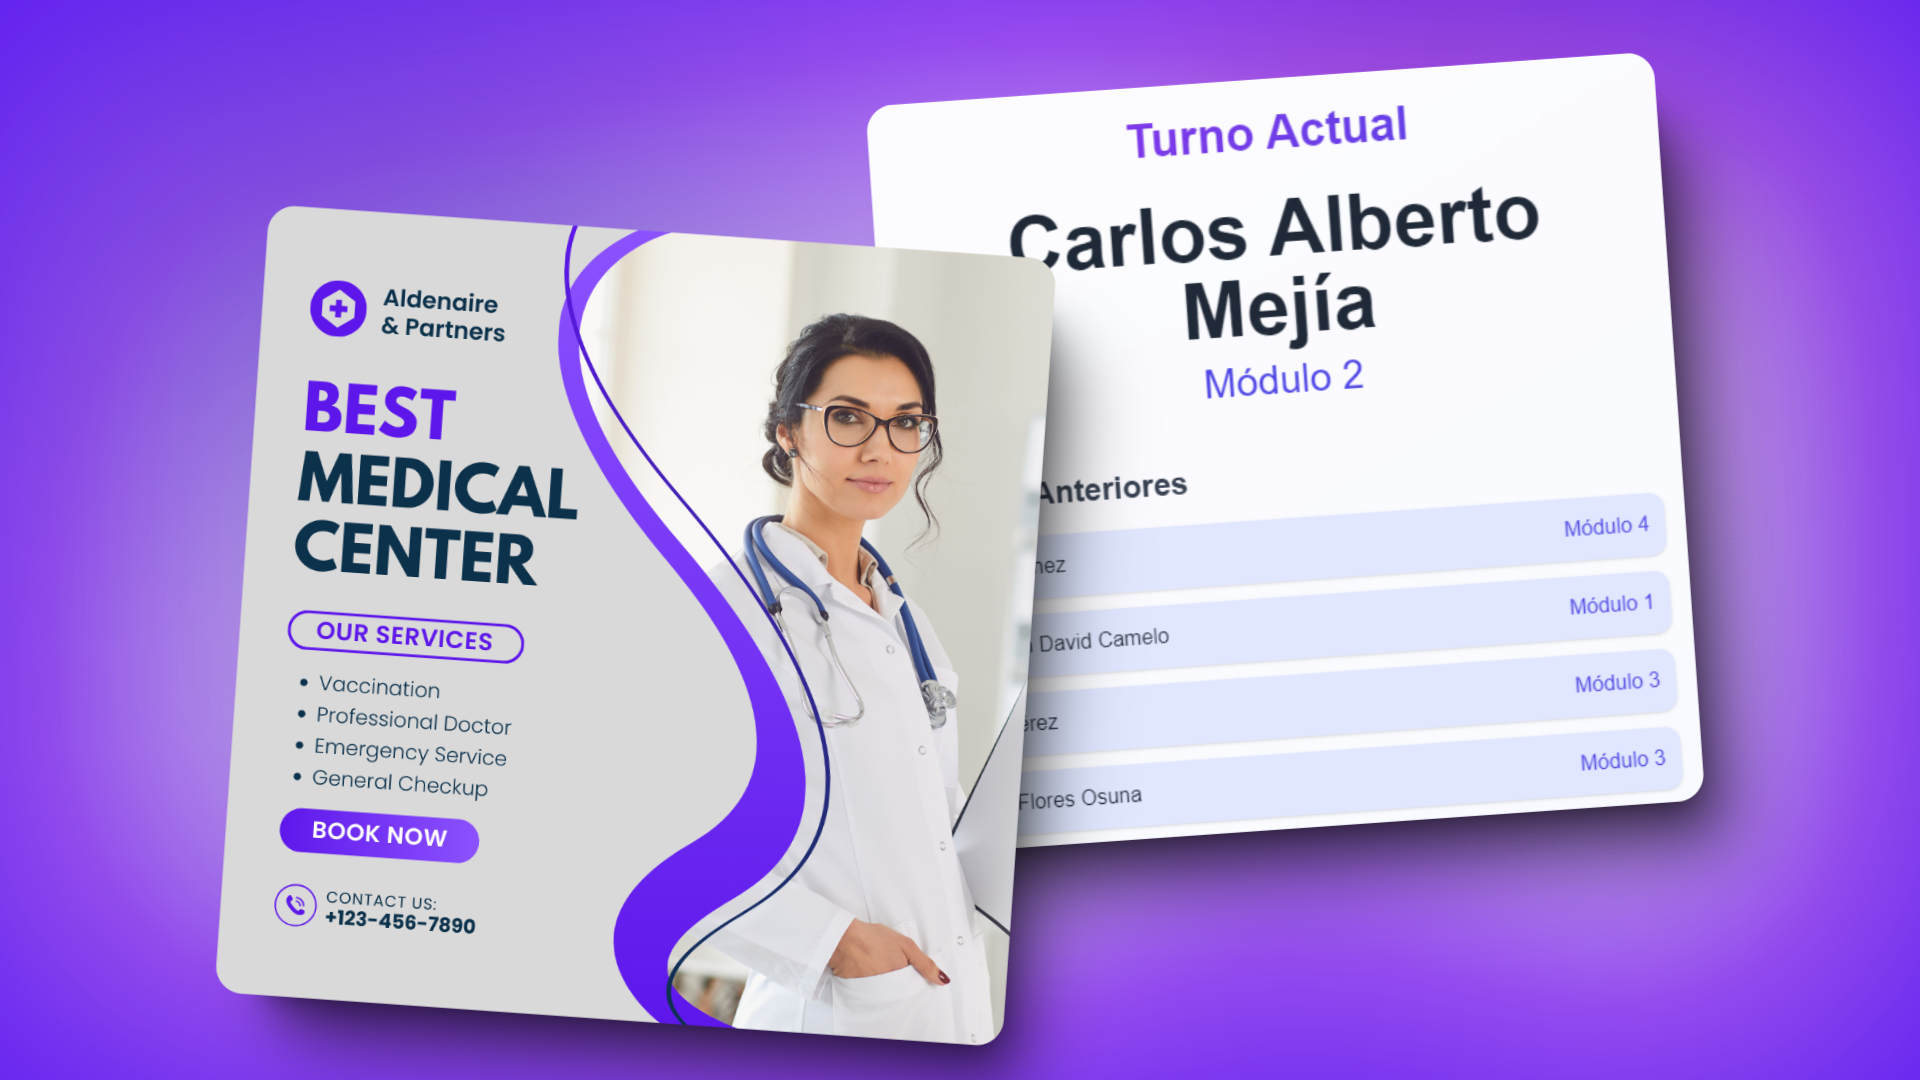 Aldenaire
& Partners
BEST
MEDICAL
CENTER
OUR SERVICES
Vaccination
Professional Doctor
Emergency Service
General Checkup
BOOK NOW
CONTACT US:
+123-456-7890
Turno Actual
Carlos Alberto
Mejía
Módulo 2
Anteriores
Módulo 4
David Camelo
Módulo 1
Módulo 3
Flores Osuna
Módulo 3